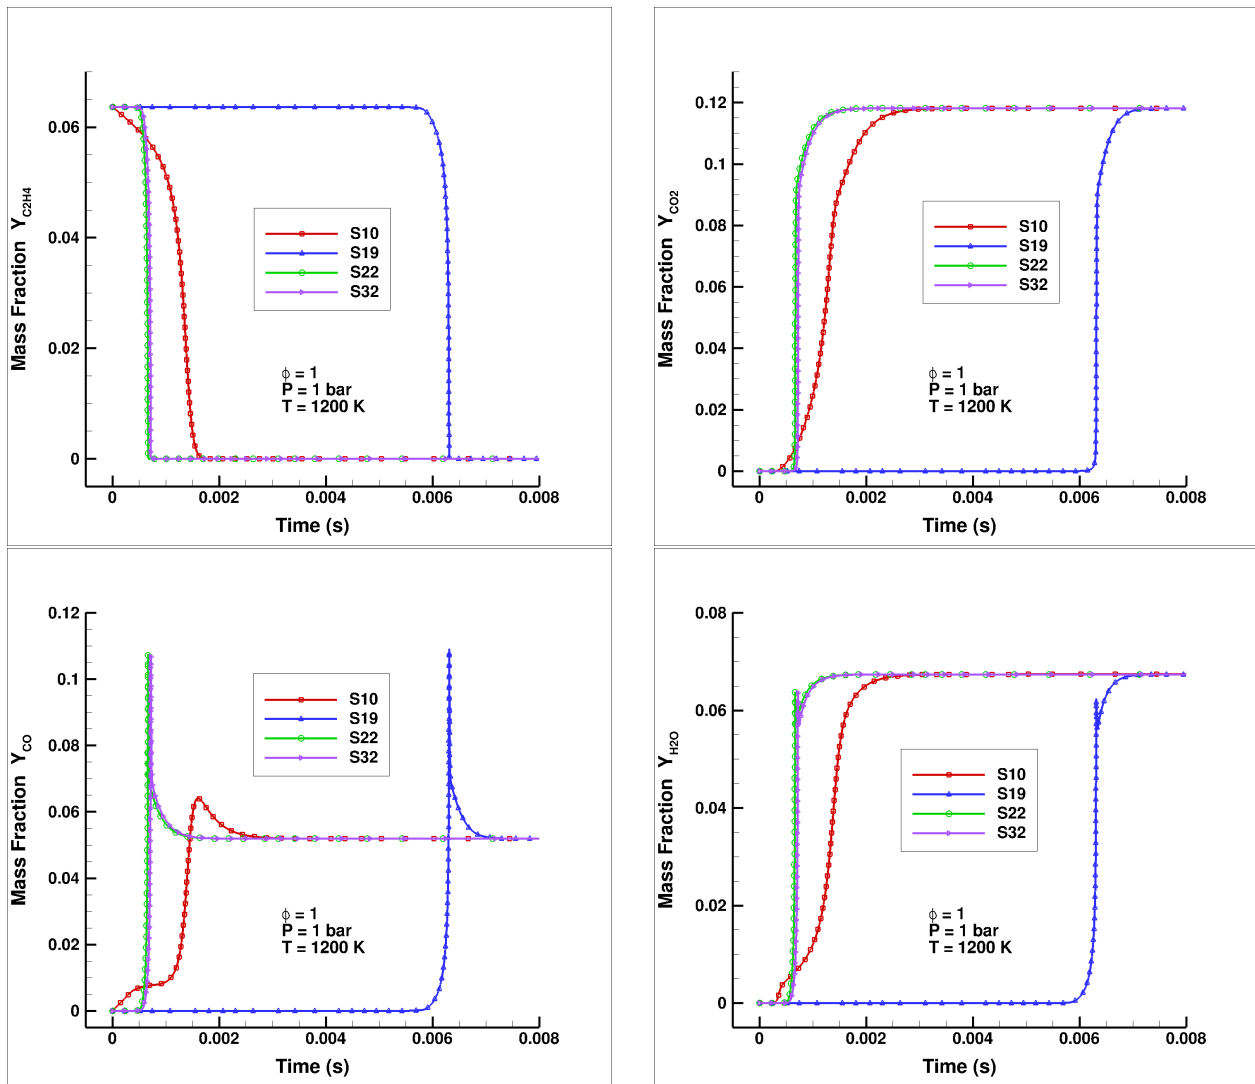 Mass Fraction Y_C2H4
0.06
0.04
0.02
0
0
0.002
0.004
0.006
0.008
Time (s)
S10
S19
S22
S32
ϕ = 1
P = 1 bar
T = 1200 K
Mass Fraction Y_CO2
0.12
0.1
0.08
0.06
0.04
0.02
0
0
0.002
0.004
0.006
0.008
Time (s)
S10
S19
S22
S32
ϕ = 1
P = 1 bar
T = 1200 K
Mass Fraction Y_CO
0.12
0.1
0.08
0.06
0.04
0.02
0
0
0.002
0.004
0.006
0.008
Time (s)
S10
S19
S22
S32
ϕ = 1
P = 1 bar
T = 1200 K
Mass Fraction Y_H2O
0.08
0.06
0.04
0.02
0
0
0.002
0.004
0.006
0.008
Time (s)
S10
S19
S22
S32
ϕ = 1
P = 1 bar
T = 1200 K